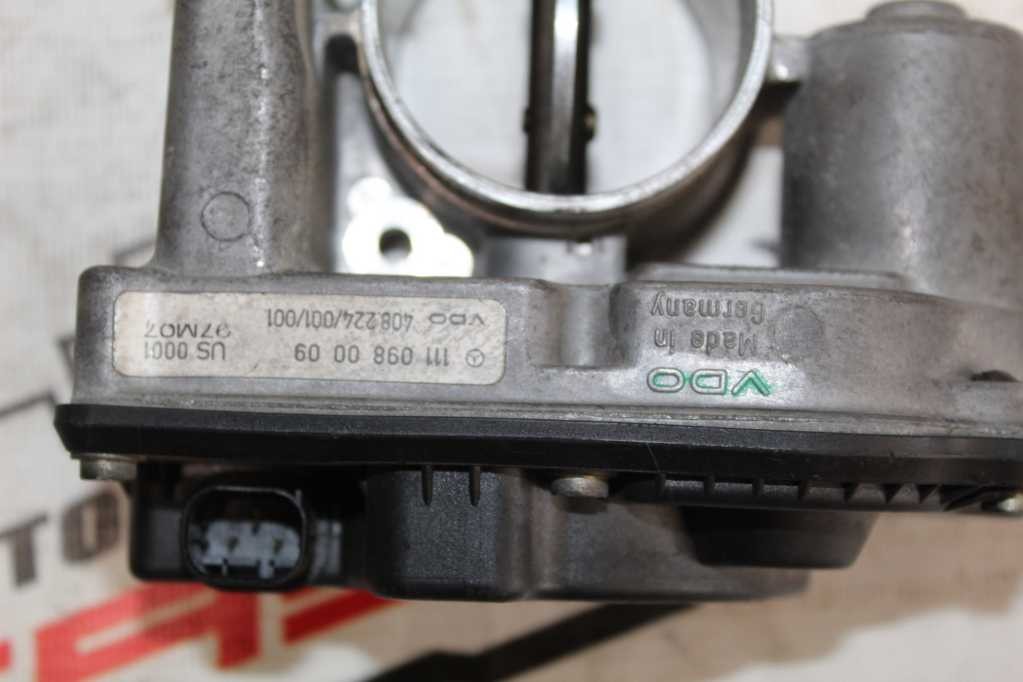 111 098 00 09
VDO 408.224/001/001
US 0001
97M07
VDO
Made in
Germany